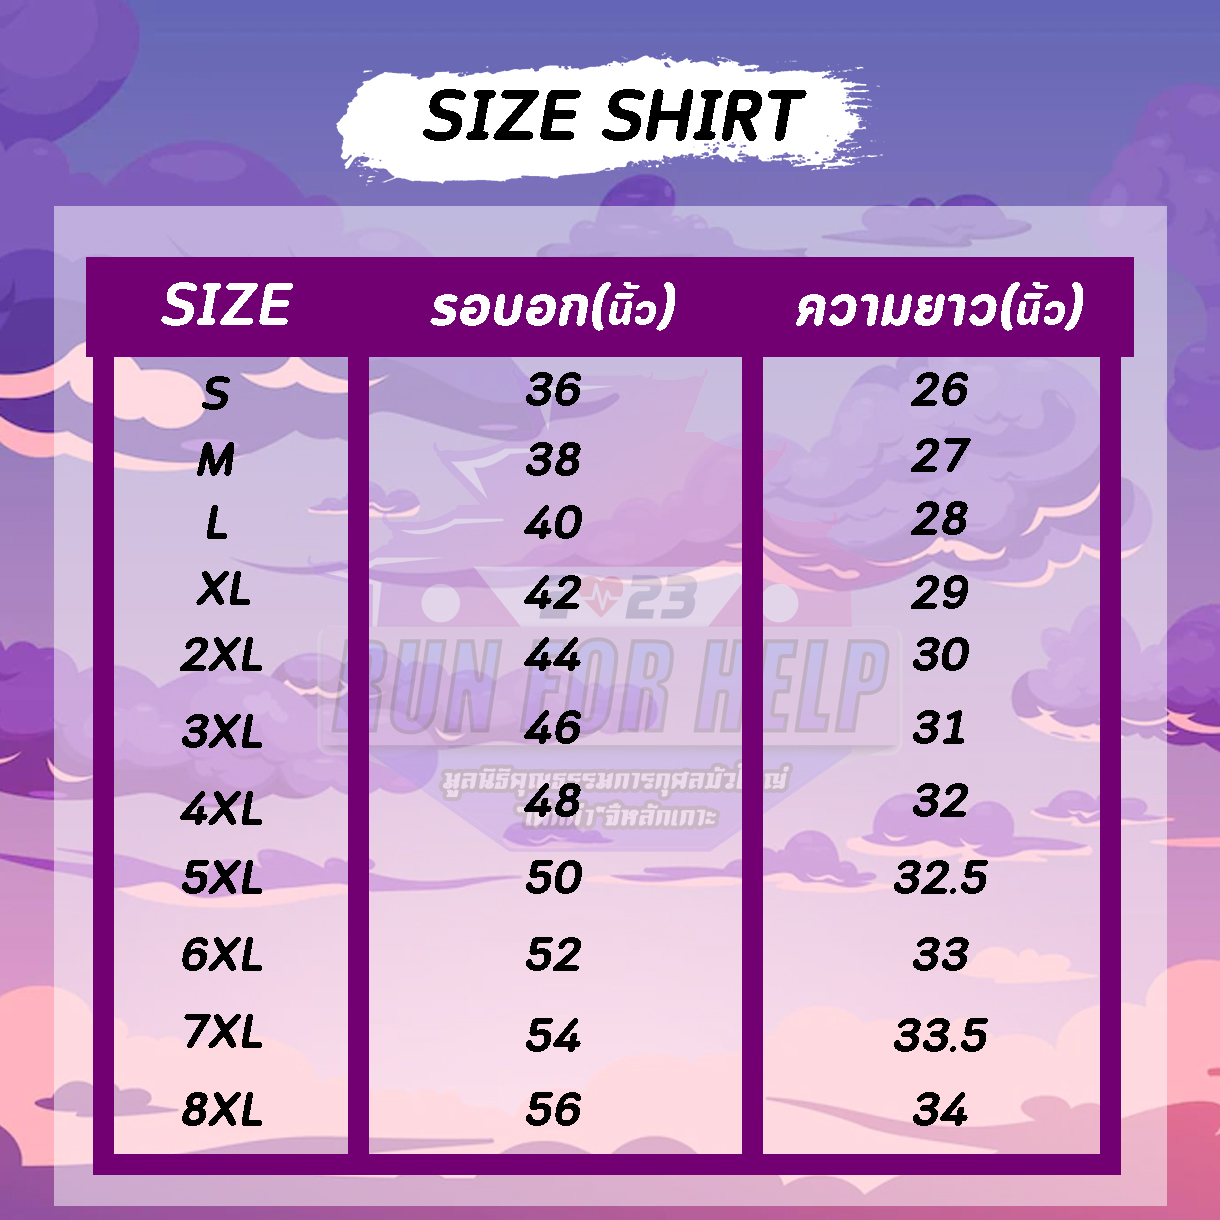 SIZE SHIRT
SIZE รอบอก(นิ้ว) ความยาว(นิ้ว)
S 36 26
M 38 27
L 40 28
XL 42 29
23
2XL 44 30
RUN FOR HELP
3XL 46 31
มูลนิธิคุณธรรมการกุศลบัวใหญ่
4XL 48 32
จีหลักเกาะ
5XL 50 32.5
6XL 52 33
7XL 54 33.5
8XL 56 34